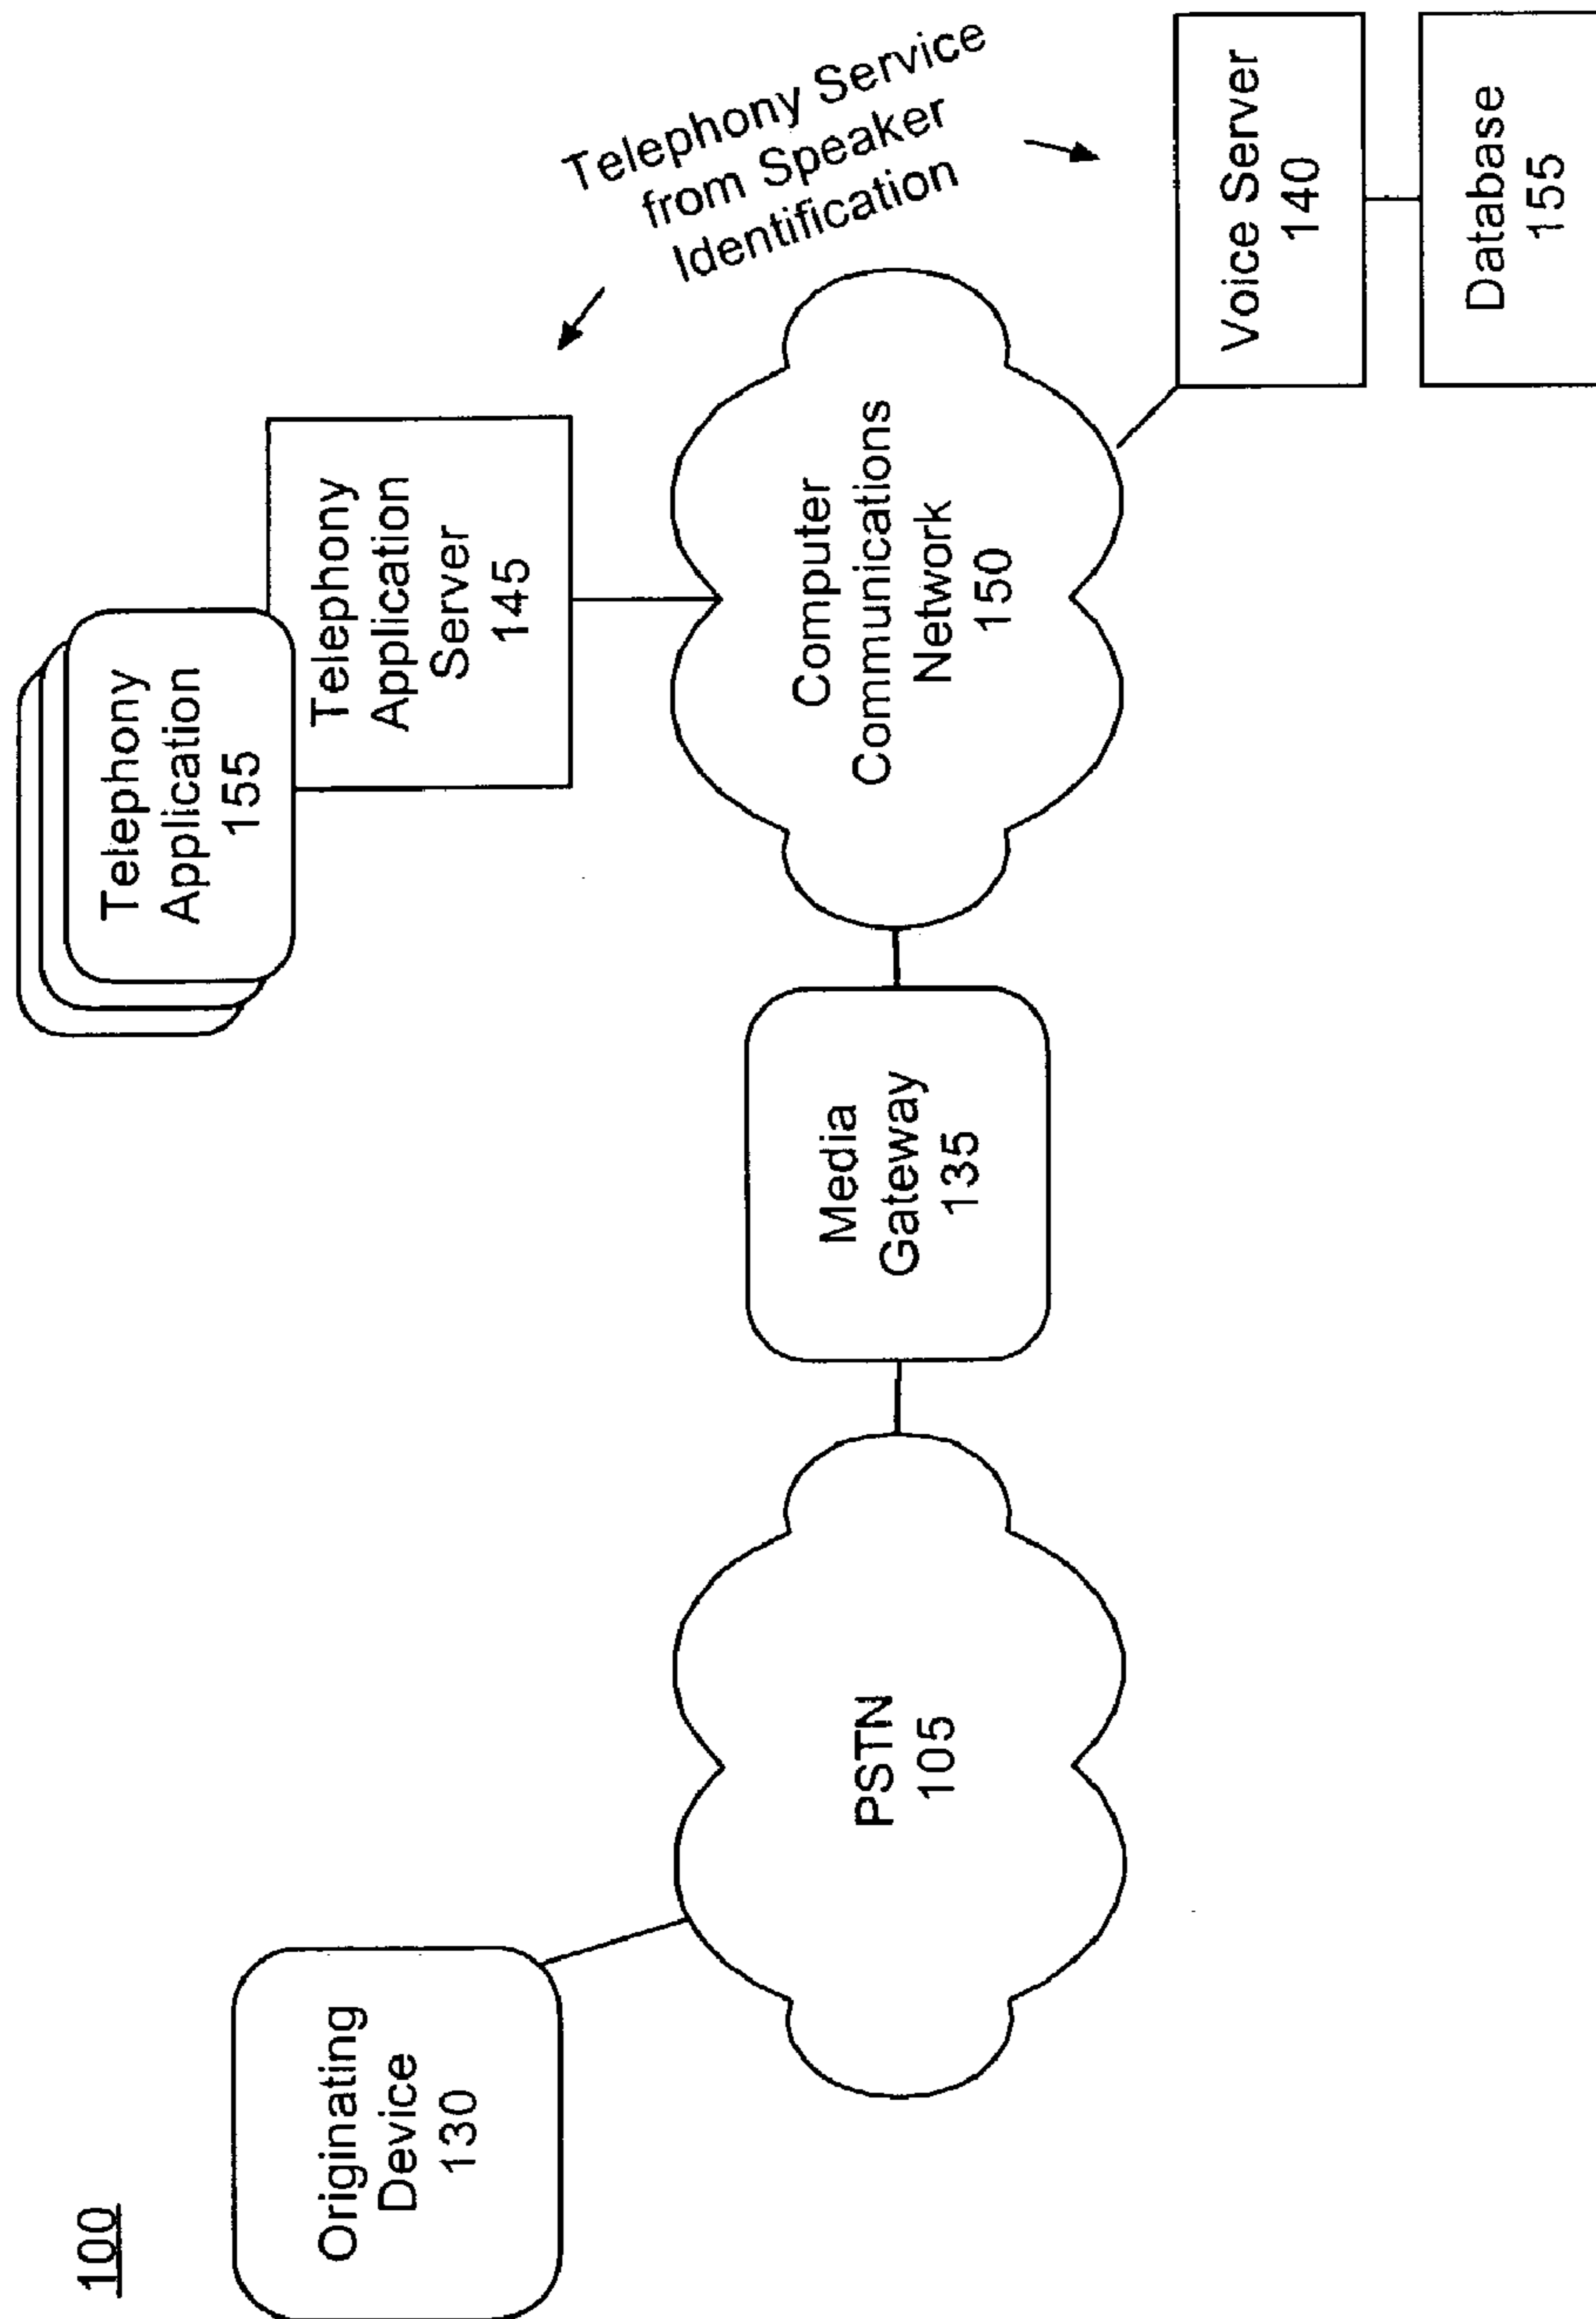 100
Originating
Device
130
PSTN
105
Media
Gateway
135
Telephony
Application
155
Telephony
Application
Server
145
Computer
Communications
Network
150
Telephony Service
from Speaker
Identification
Voice Server
140
Database
155